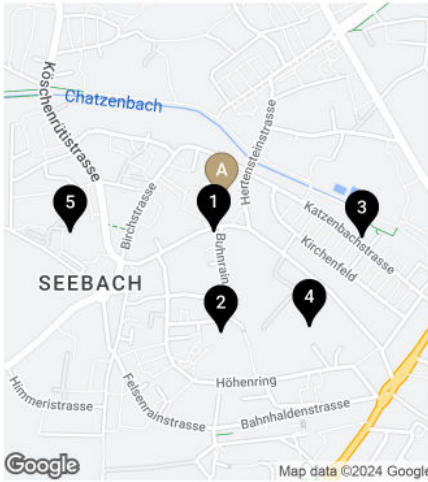 Köschenrütistrasse
Chatzenbach
Hertensteinstrasse
A
Birchstrasse
5
1
3
Katzenbachstrasse
Buhnrain
Kirchenfeld
SEEBACH
2
4
Höhenring
Himmeristrasse
Felsenrainstrasse
Bahnhaldenstrasse
Google
Map data ©2024 Google